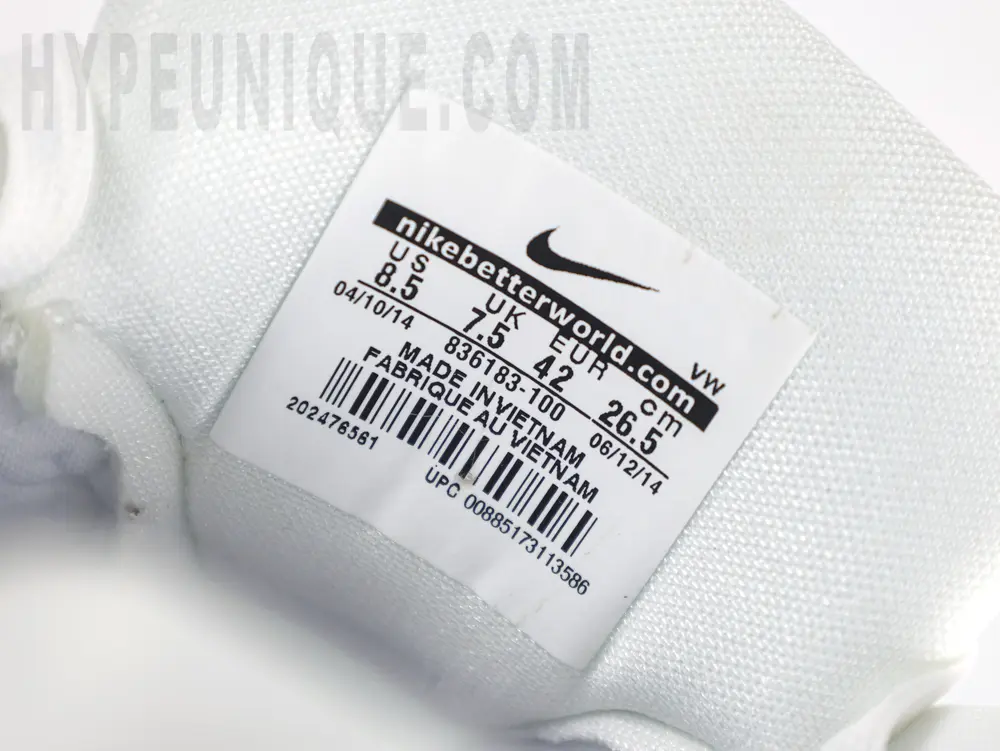 HYPEUNIQUE.COM
nikebetterworld.com VW
US UK EUR cm
8.5 7.5 42 26.5
04/10/14 836183-100 06/12/14
MADE IN VIETNAM
FABRIQUE AU VIETNAM
202476561
UPC 00885173113586